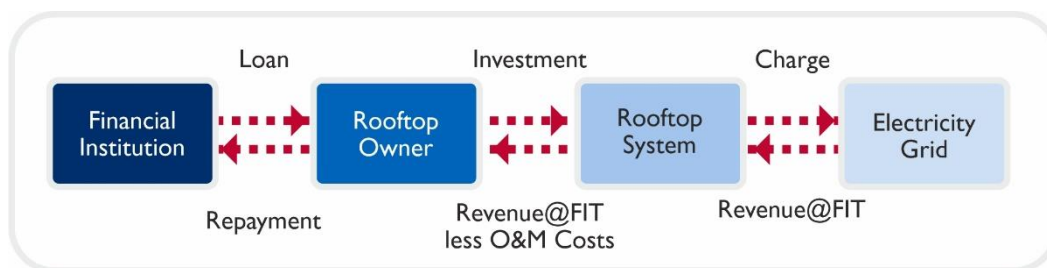 Loan
Investment
Charge
Financial
Institution
Rooftop
Owner
Rooftop
System
Electricity
Grid
Repayment
Revenue@FIT
less O&M Costs
Revenue@FIT